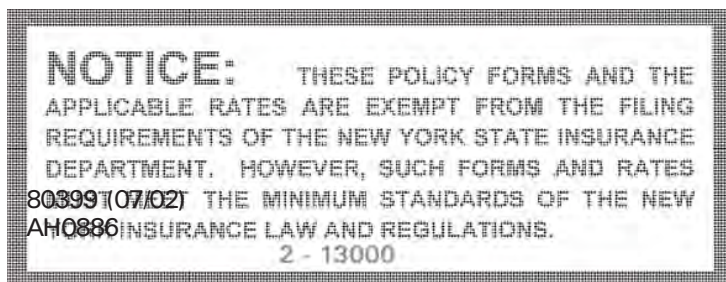 NOTICE: THESE POLICY FORMS AND THE
APPLICABLE RATES ARE EXEMPT FROM THE FILING
REQUIREMENTS OF THE NEW YORK STATE INSURANCE
DEPARTMENT. HOWEVER, SUCH FORMS AND RATES
80399 (07/02) THE MINIMUM STANDARDS OF THE NEW
AH0886 INSURANCE LAW AND REGULATIONS.
2 - 13000